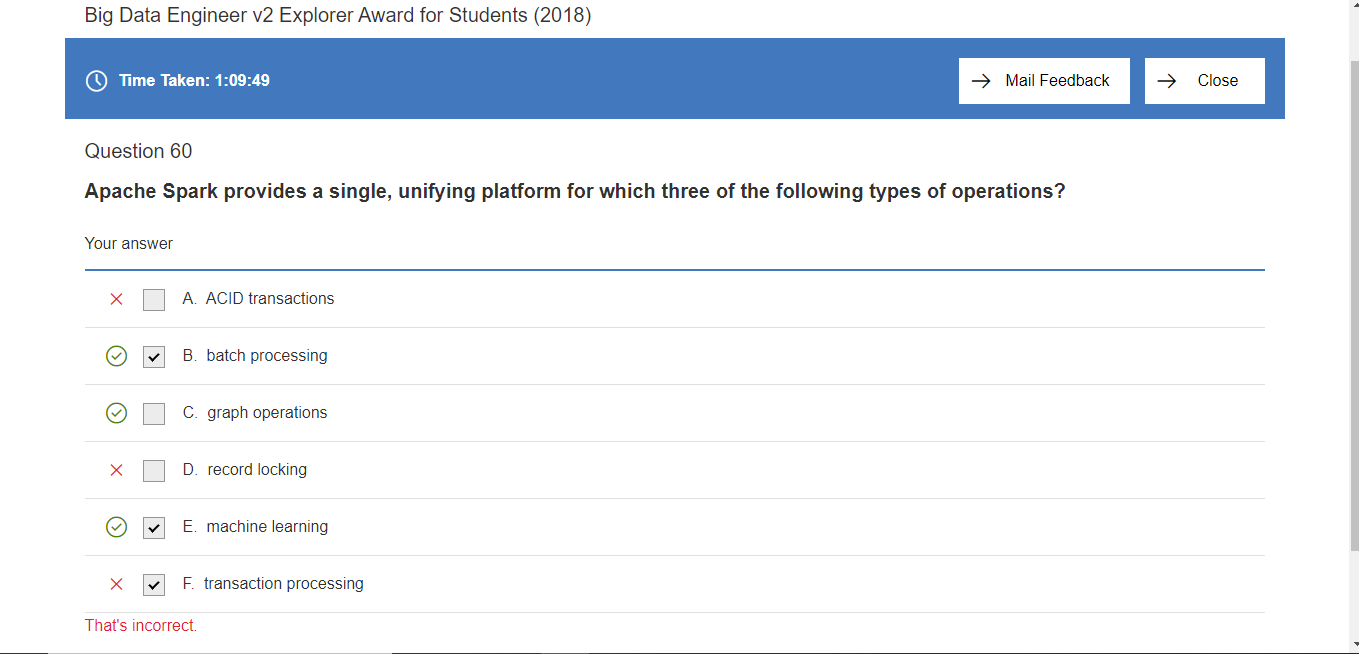 Big Data Engineer v2 Explorer Award for Students (2018)
Time Taken: 1:09:49
Mail Feedback
Close
Question 60
Apache Spark provides a single, unifying platform for which three of the following types of operations?
Your answer
A. ACID transactions
B. batch processing
C. graph operations
D. record locking
E. machine learning
F. transaction processing
That's incorrect.